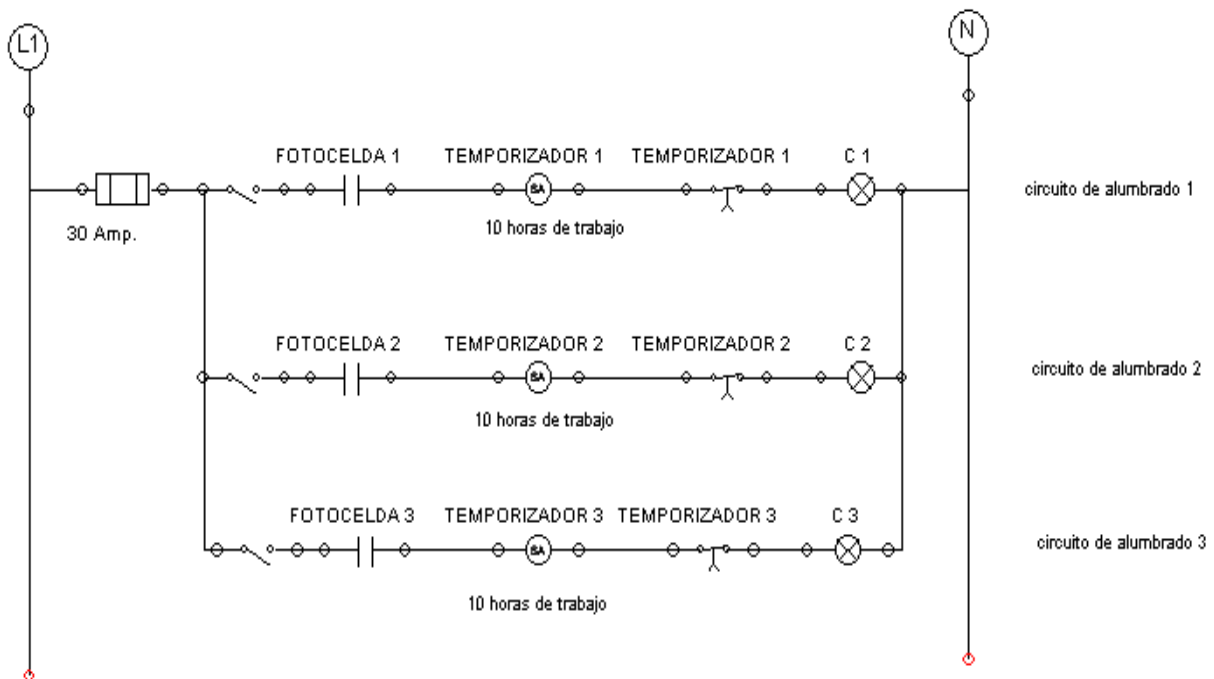 L1
N
FOTOCELDA 1 TEMPORIZADOR 1 TEMPORIZADOR 1 C 1
SA
circuito de alumbrado 1
30 Amp.
10 horas de trabajo
FOTOCELDA 2 TEMPORIZADOR 2 TEMPORIZADOR 2 C 2
SA
circuito de alumbrado 2
10 horas de trabajo
FOTOCELDA 3 TEMPORIZADOR 3 TEMPORIZADOR 3 C 3
SA
circuito de alumbrado 3
10 horas de trabajo